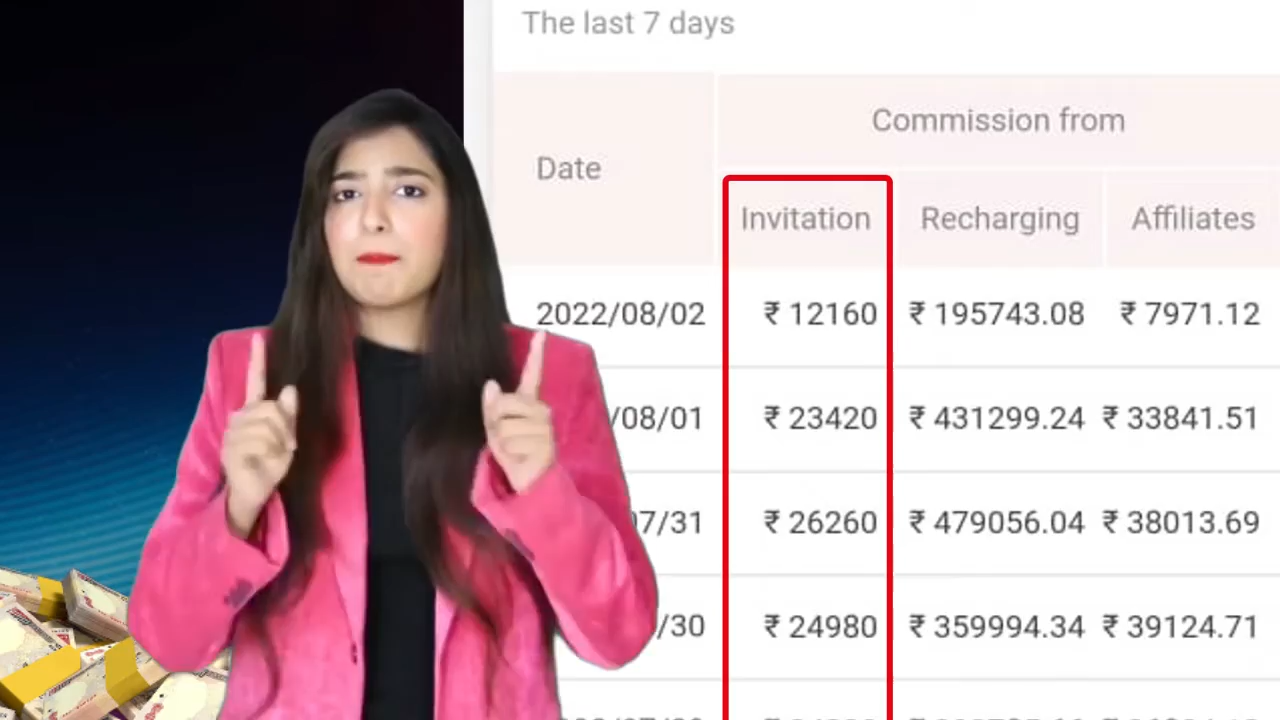 The last 7 days
Commission from
Date
Invitation Recharging Affiliates
2022/08/02 ₹ 12160 ₹ 195743.08 ₹ 7971.12
/08/01 ₹ 23420 ₹ 431299.24 ₹ 33841.51
07/31 ₹ 26260 ₹ 479056.04 ₹ 38013.69
/30 ₹ 24980 ₹ 359994.34 ₹ 39124.71